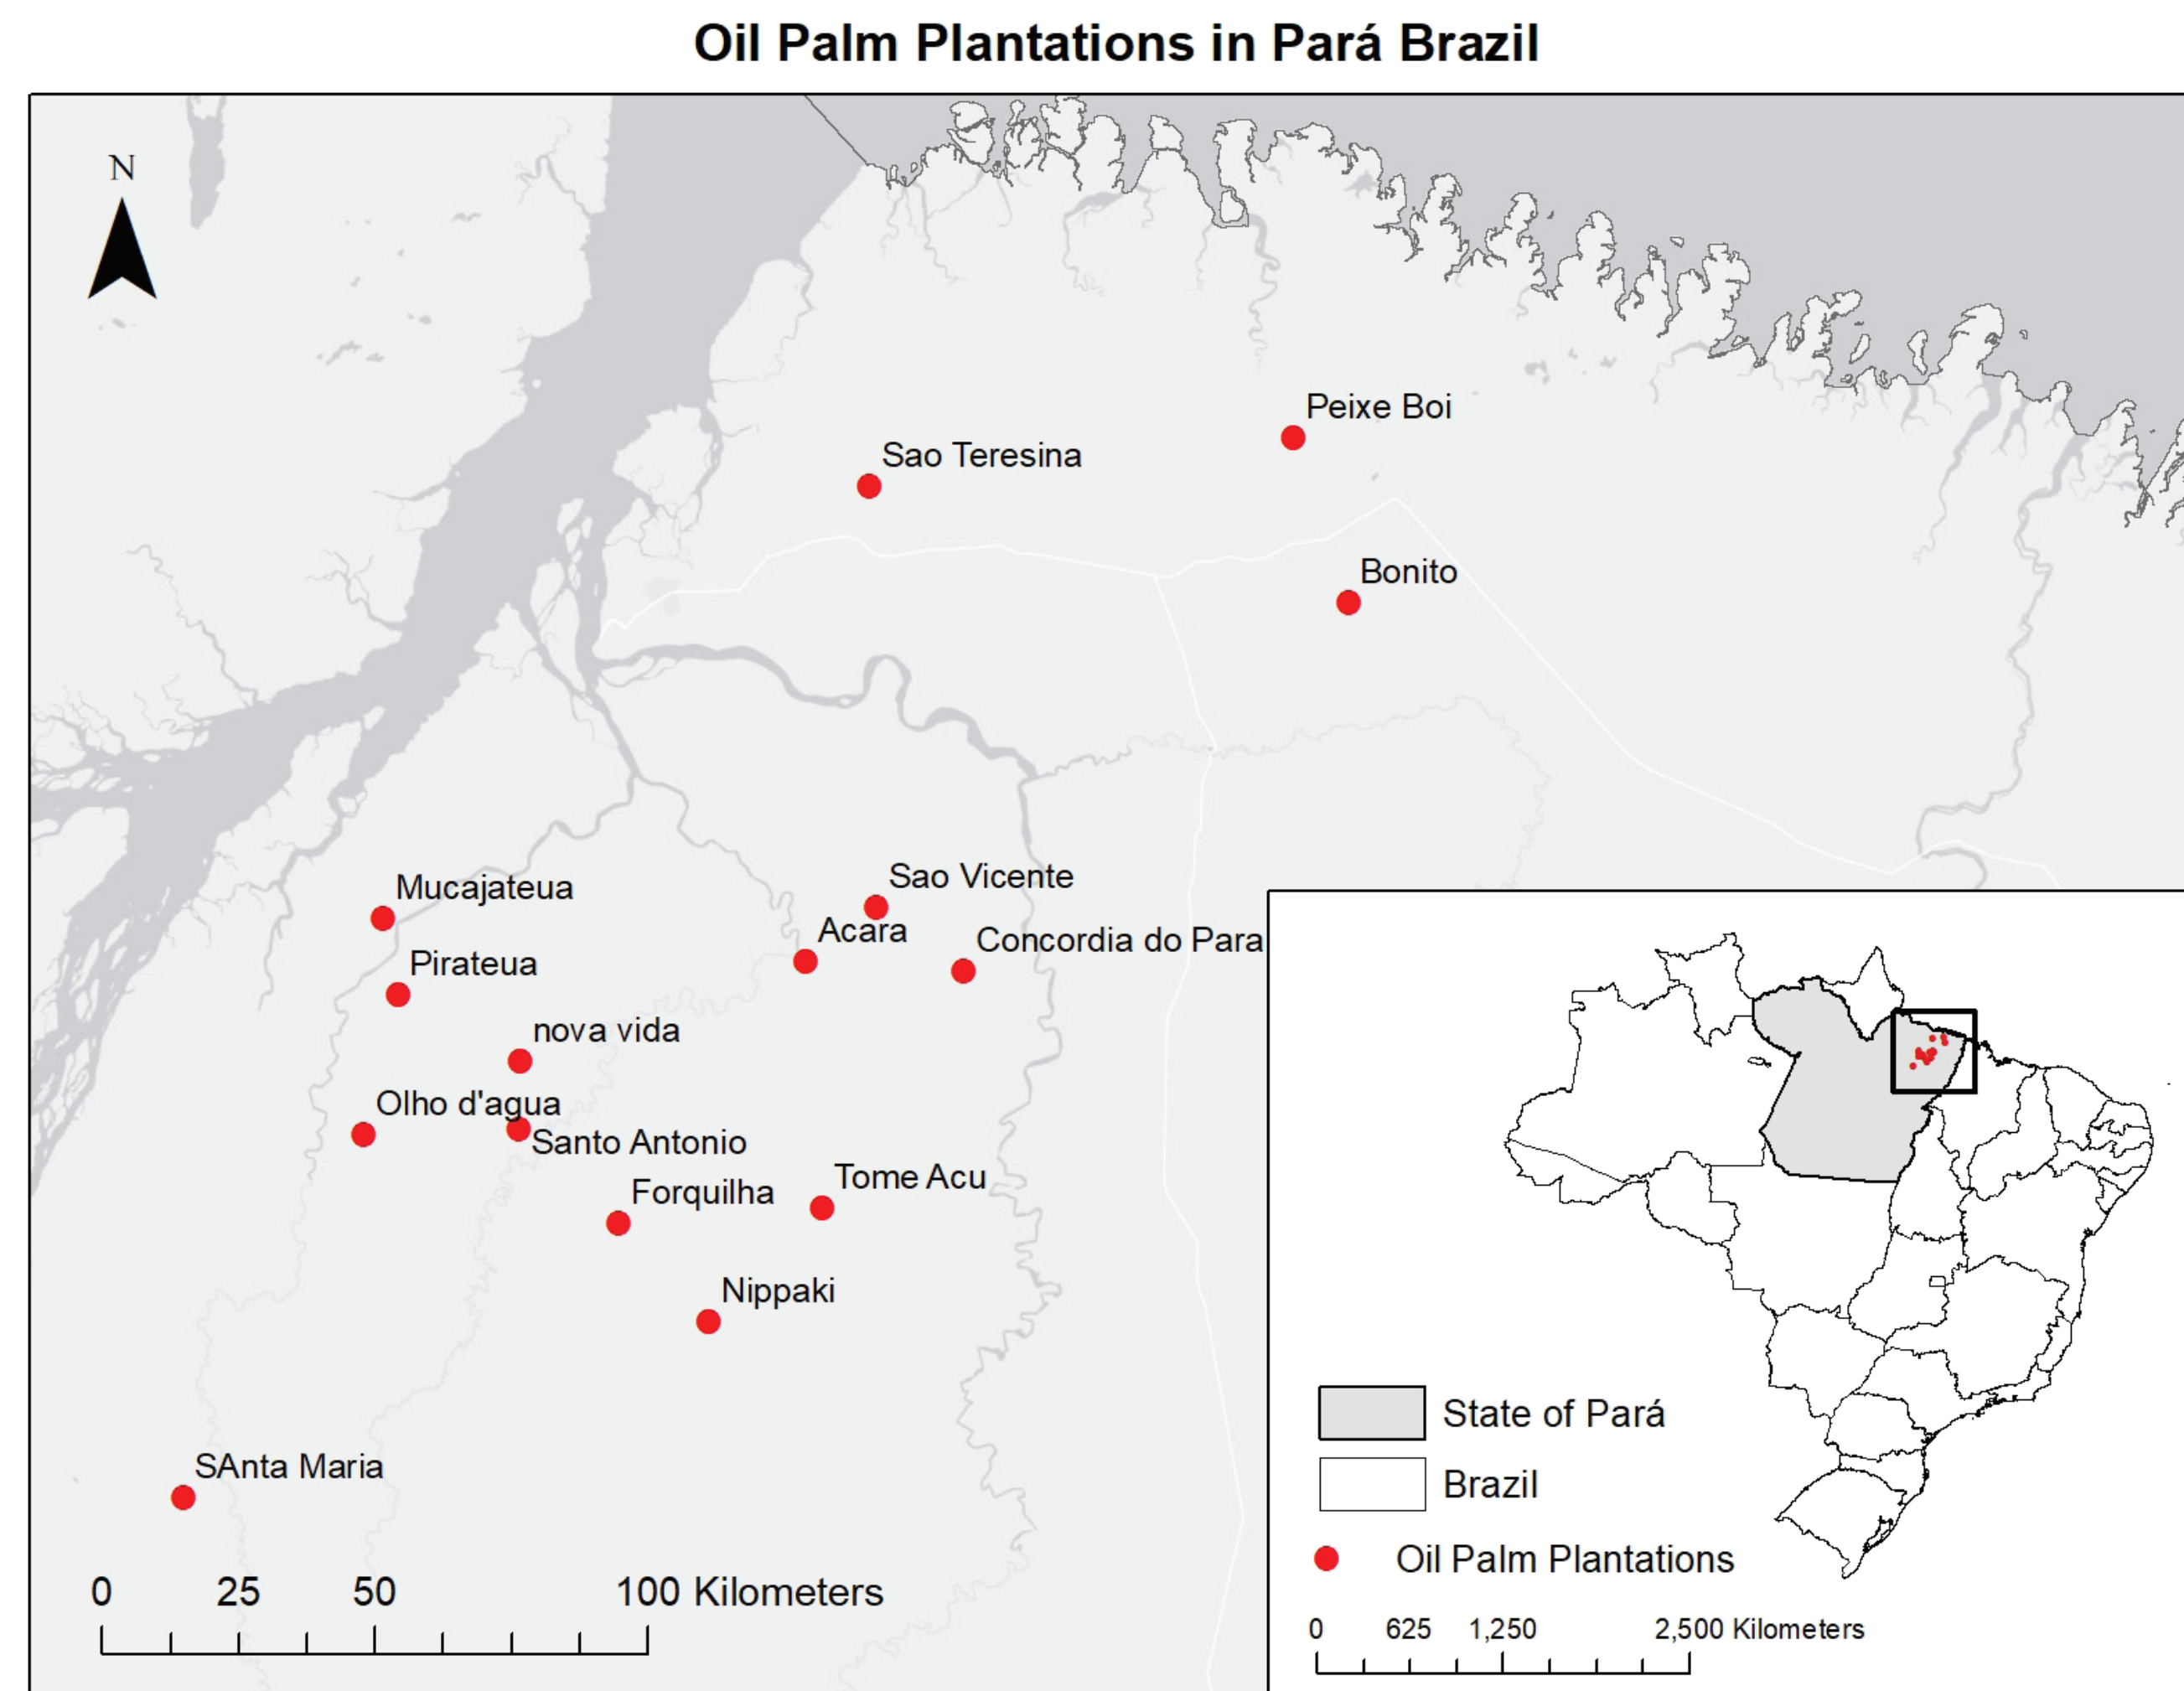 Oil Palm Plantations in Pará Brazil
N
Peixe Boi
Sao Teresina
Bonito
Sao Vicente
Mucajateua
Acara
Concordia do Para
Pirateua
nova vida
Olho d'agua
Santo Antonio
Tome Acu
Forquilha
Nippaki
SAnta Maria
0 25 50 100 Kilometers
State of Pará
Brazil
Oil Palm Plantations
0 625 1,250 2,500 Kilometers